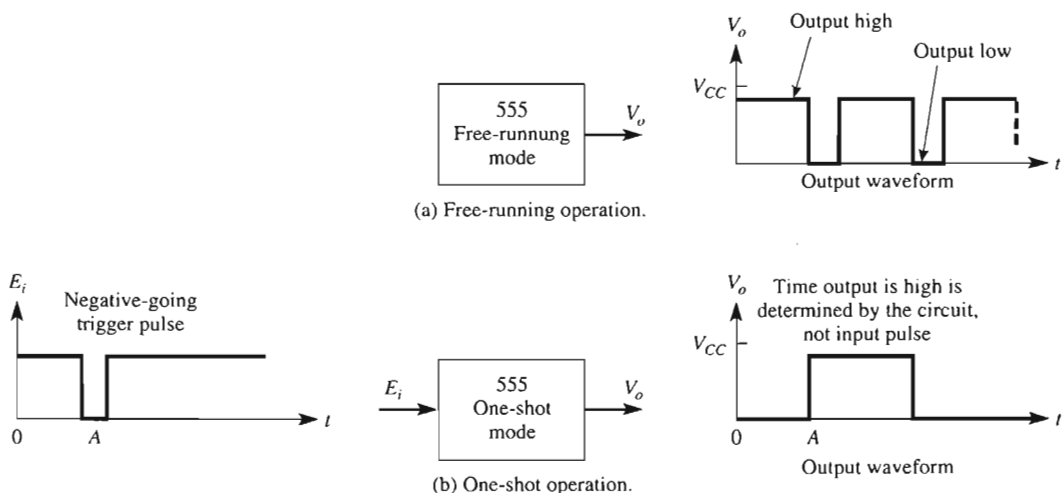 V_o
Output high
Output low
V_CC
555
Free-runnung
mode
V_o
t
Output waveform
(a) Free-running operation.
E_i
Negative-going
trigger pulse
V_o
Time output is high is
determined by the circuit,
not input pulse
V_CC
E_i
555
One-shot
mode
V_o
t
t
0
A
0
A
Output waveform
(b) One-shot operation.